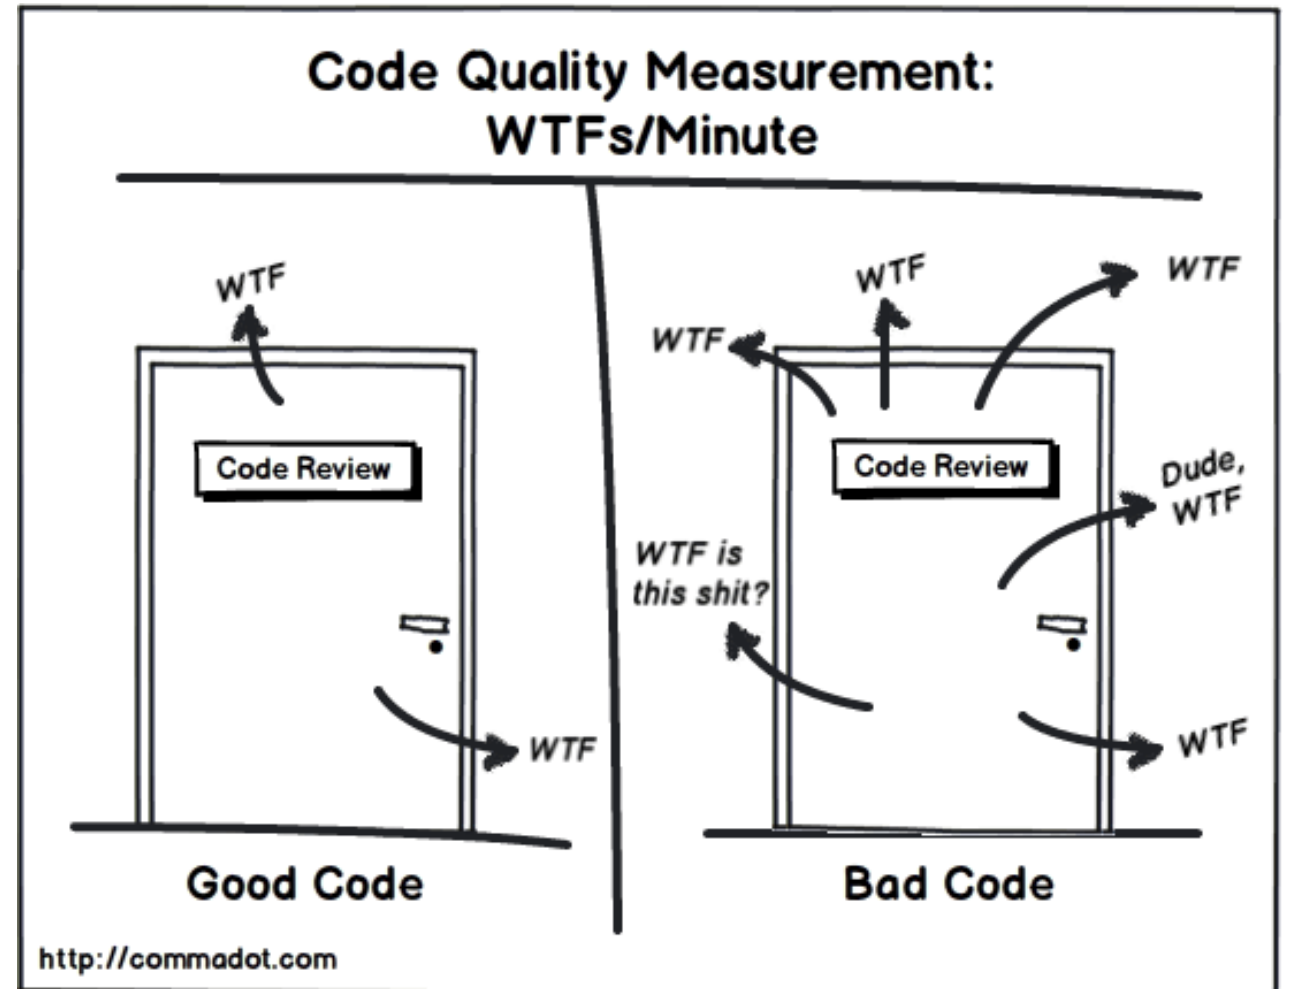 Code Quality Measurement:
WTFs/Minute
WTF
Code Review
WTF
Good Code
WTF
WTF
WTF
Code Review
Dude,
WTF
WTF is
this shit?
WTF
Bad Code
http://commadot.com